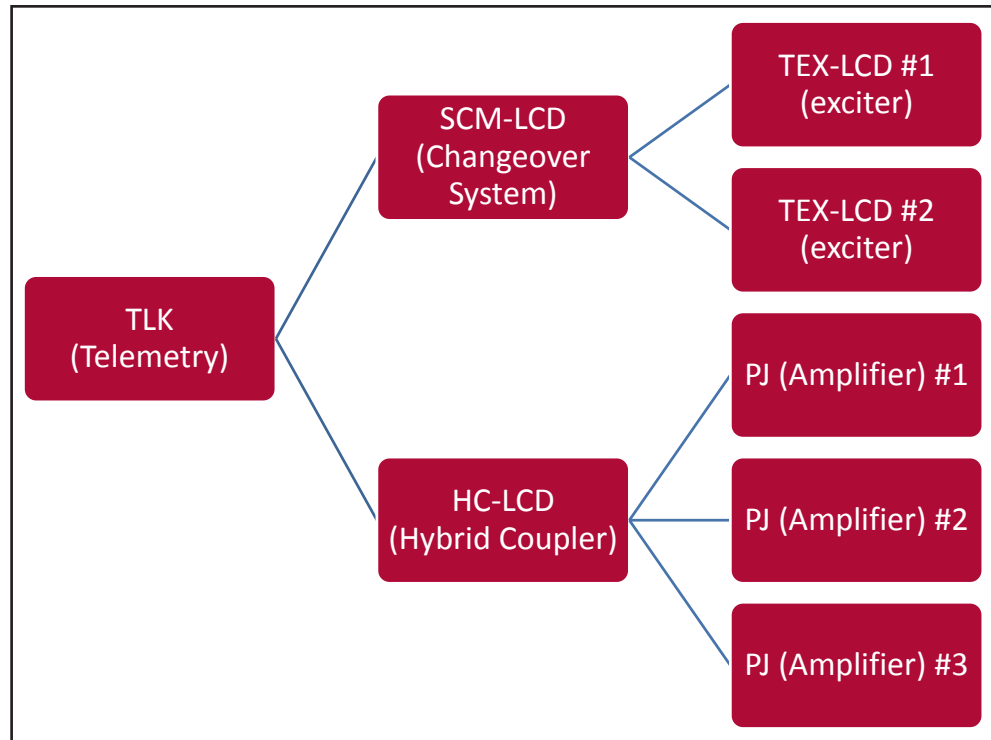 TLK
(Telemetry)
SCM-LCD
(Changeover
System)
HC-LCD
(Hybrid Coupler)
TEX-LCD #1
(exciter)
TEX-LCD #2
(exciter)
PJ (Amplifier) #1
PJ (Amplifier) #2
PJ (Amplifier) #3